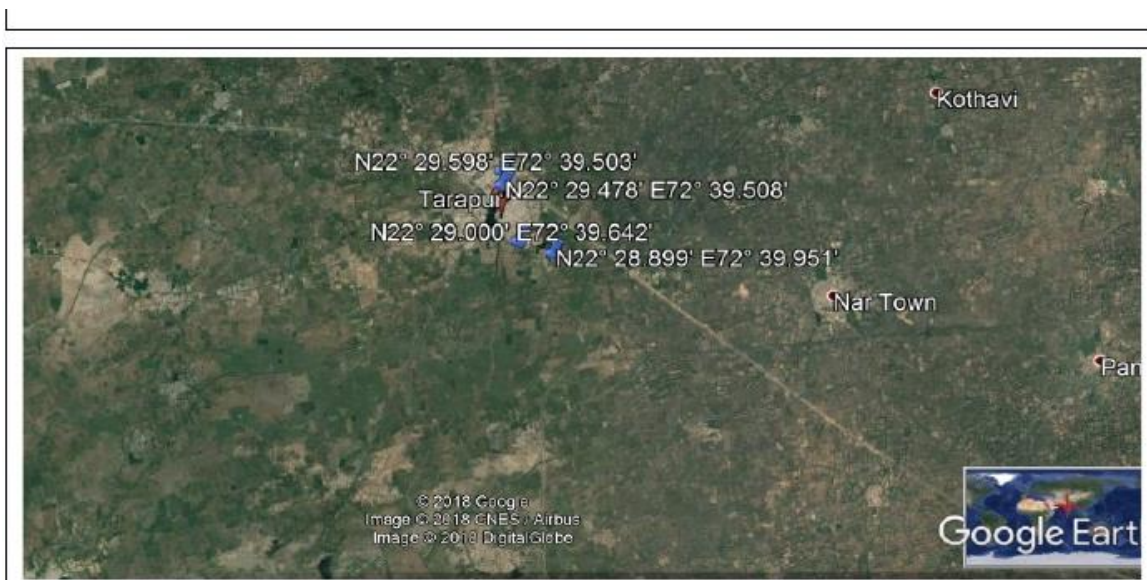 Kothavi
N22° 29.598' E72° 39.503'
N22° 29.478' E72° 39.508'
Tarapur
N22° 29.000' E72° 39.642'
N22° 28.899' E72° 39.951'
Nar Town
Pan
© 2018 Google
Image © 2018 CNES / Airbus
Image © 2018 DigitalGlobe
Google Eart